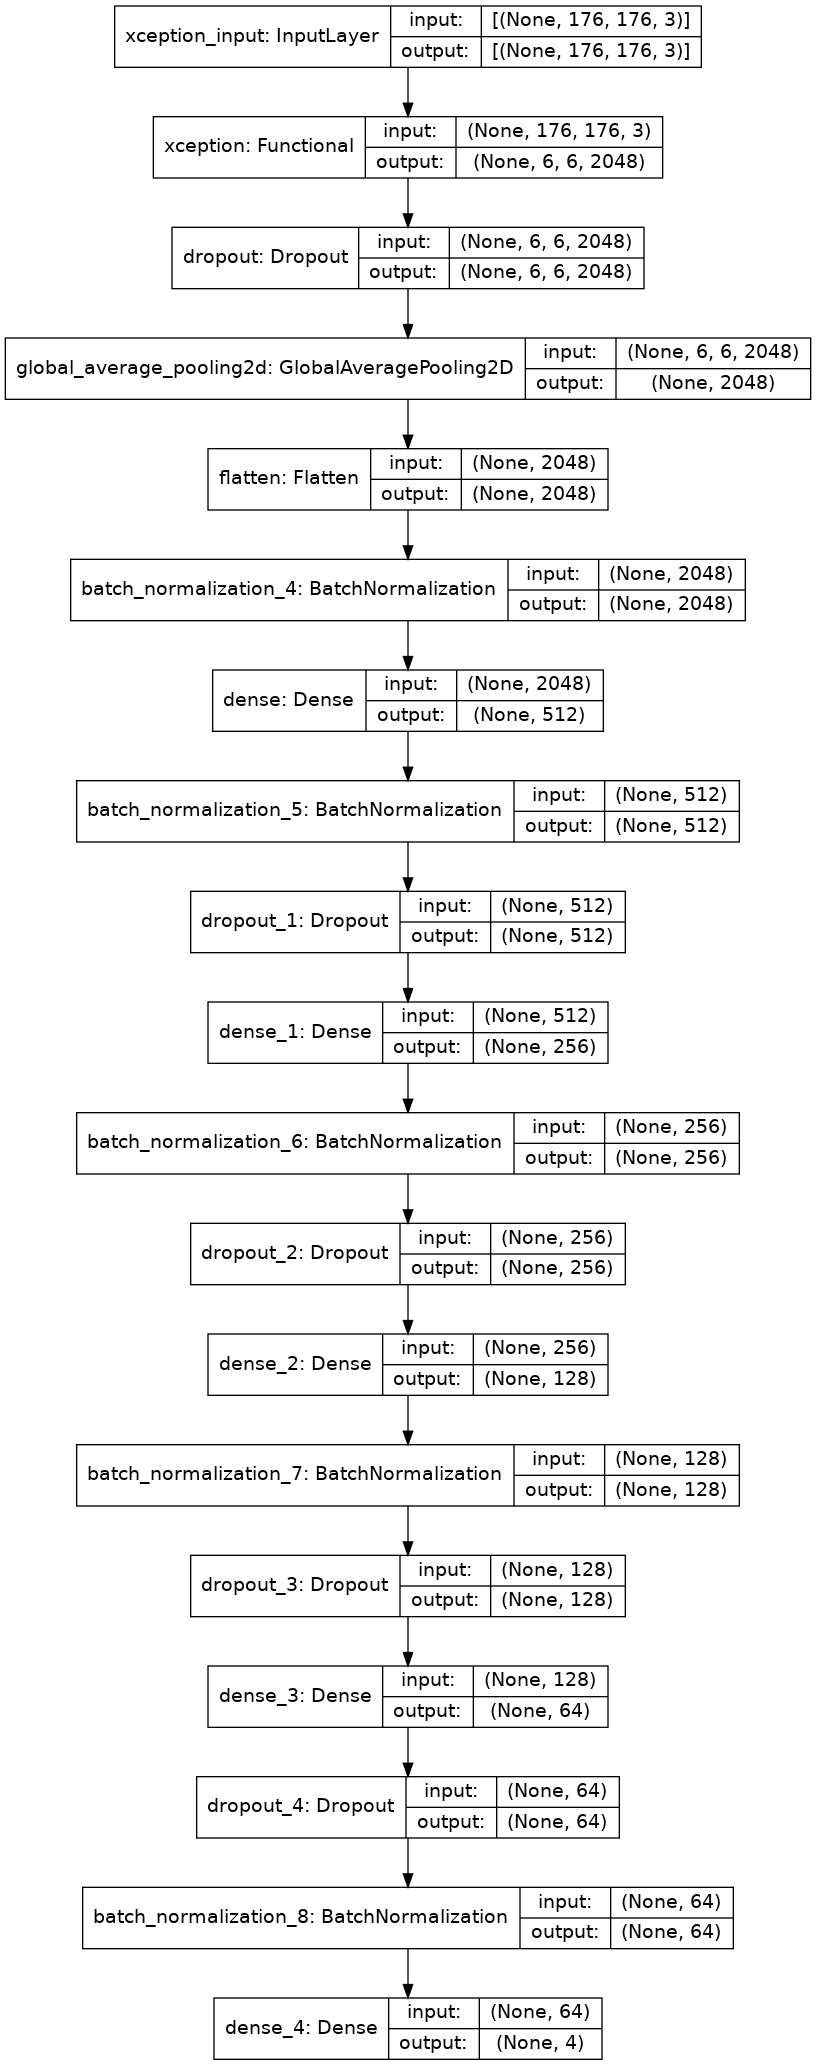 xception_input: InputLayer
input: [(None, 176, 176, 3)]
output: [(None, 176, 176, 3)]
xception: Functional
input: (None, 176, 176, 3)
output: (None, 6, 6, 2048)
dropout: Dropout
input: (None, 6, 6, 2048)
output: (None, 6, 6, 2048)
global_average_pooling2d: GlobalAveragePooling2D
input: (None, 6, 6, 2048)
output: (None, 2048)
flatten: Flatten
input: (None, 2048)
output: (None, 2048)
batch_normalization_4: BatchNormalization
input: (None, 2048)
output: (None, 2048)
dense: Dense
input: (None, 2048)
output: (None, 512)
batch_normalization_5: BatchNormalization
input: (None, 512)
output: (None, 512)
dropout_1: Dropout
input: (None, 512)
output: (None, 512)
dense_1: Dense
input: (None, 512)
output: (None, 256)
batch_normalization_6: BatchNormalization
input: (None, 256)
output: (None, 256)
dropout_2: Dropout
input: (None, 256)
output: (None, 256)
dense_2: Dense
input: (None, 256)
output: (None, 128)
batch_normalization_7: BatchNormalization
input: (None, 128)
output: (None, 128)
dropout_3: Dropout
input: (None, 128)
output: (None, 128)
dense_3: Dense
input: (None, 128)
output: (None, 64)
dropout_4: Dropout
input: (None, 64)
output: (None, 64)
batch_normalization_8: BatchNormalization
input: (None, 64)
output: (None, 64)
dense_4: Dense
input: (None, 64)
output: (None, 4)